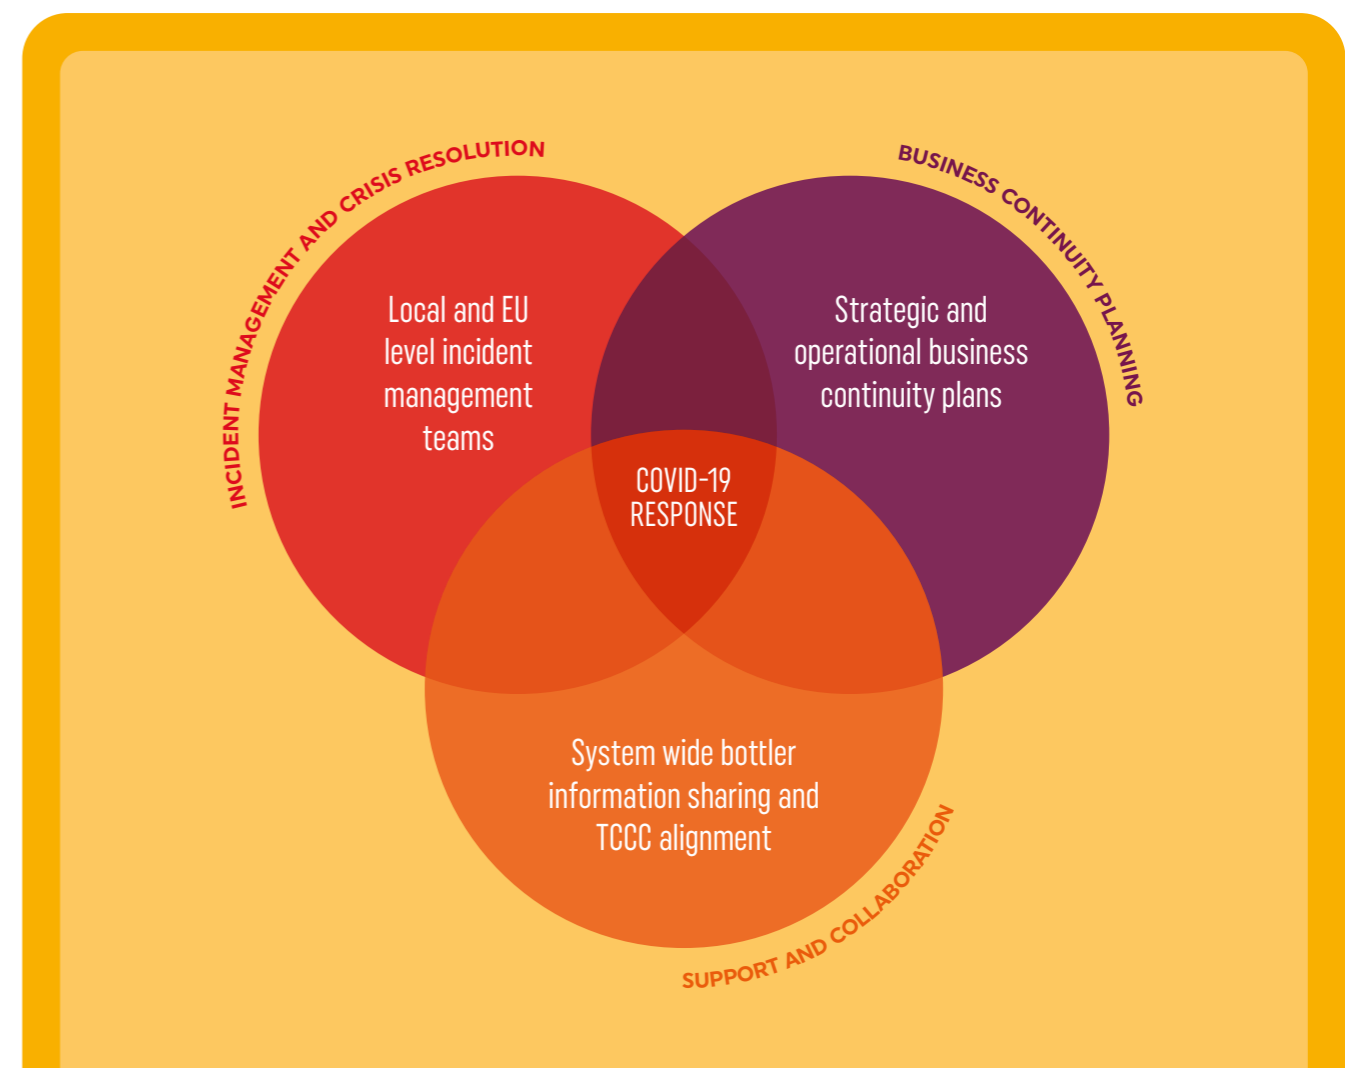 INCIDENT MANAGEMENT AND CRISIS RESOLUTION
BUSINESS CONTINUITY PLANNING
Local and EU
level incident
management
teams
Strategic and
operational business
continuity plans
COVID-19
RESPONSE
System wide bottler
information sharing and
TCCC alignment
SUPPORT AND COLLABORATION